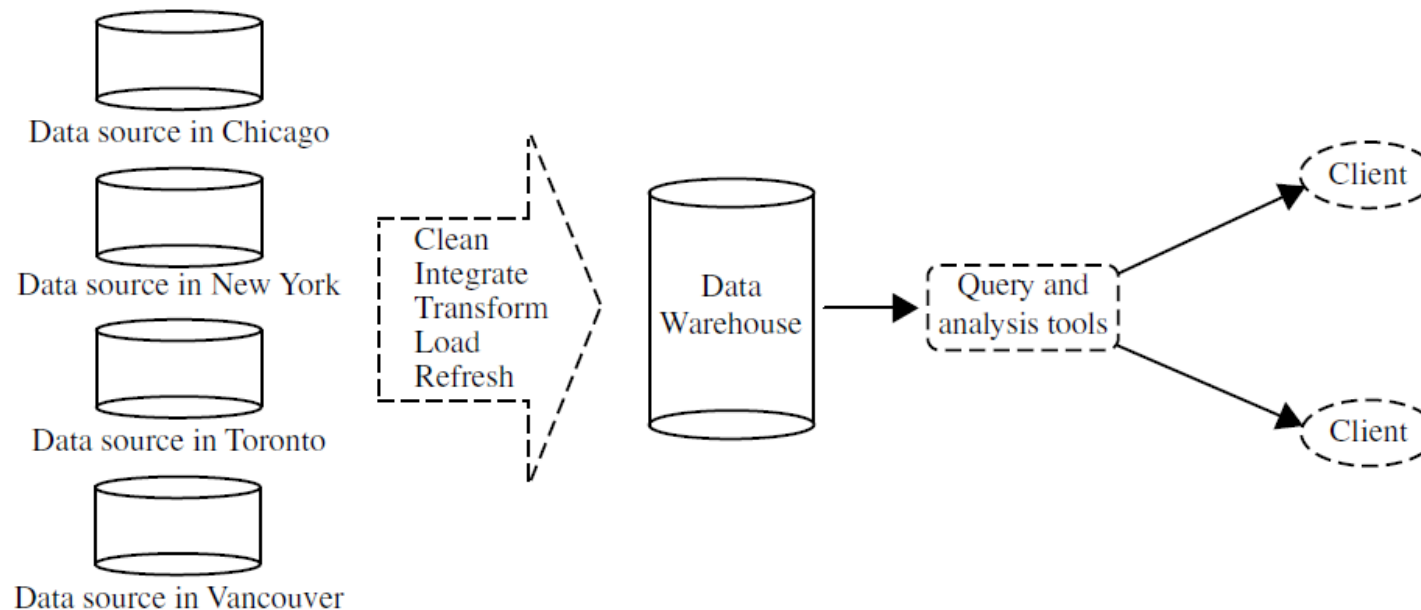 Data source in Chicago
Data source in New York
Data source in Toronto
Data source in Vancouver
Clean
Integrate
Transform
Load
Refresh
Data
Warehouse
Query and
analysis tools
Client
Client